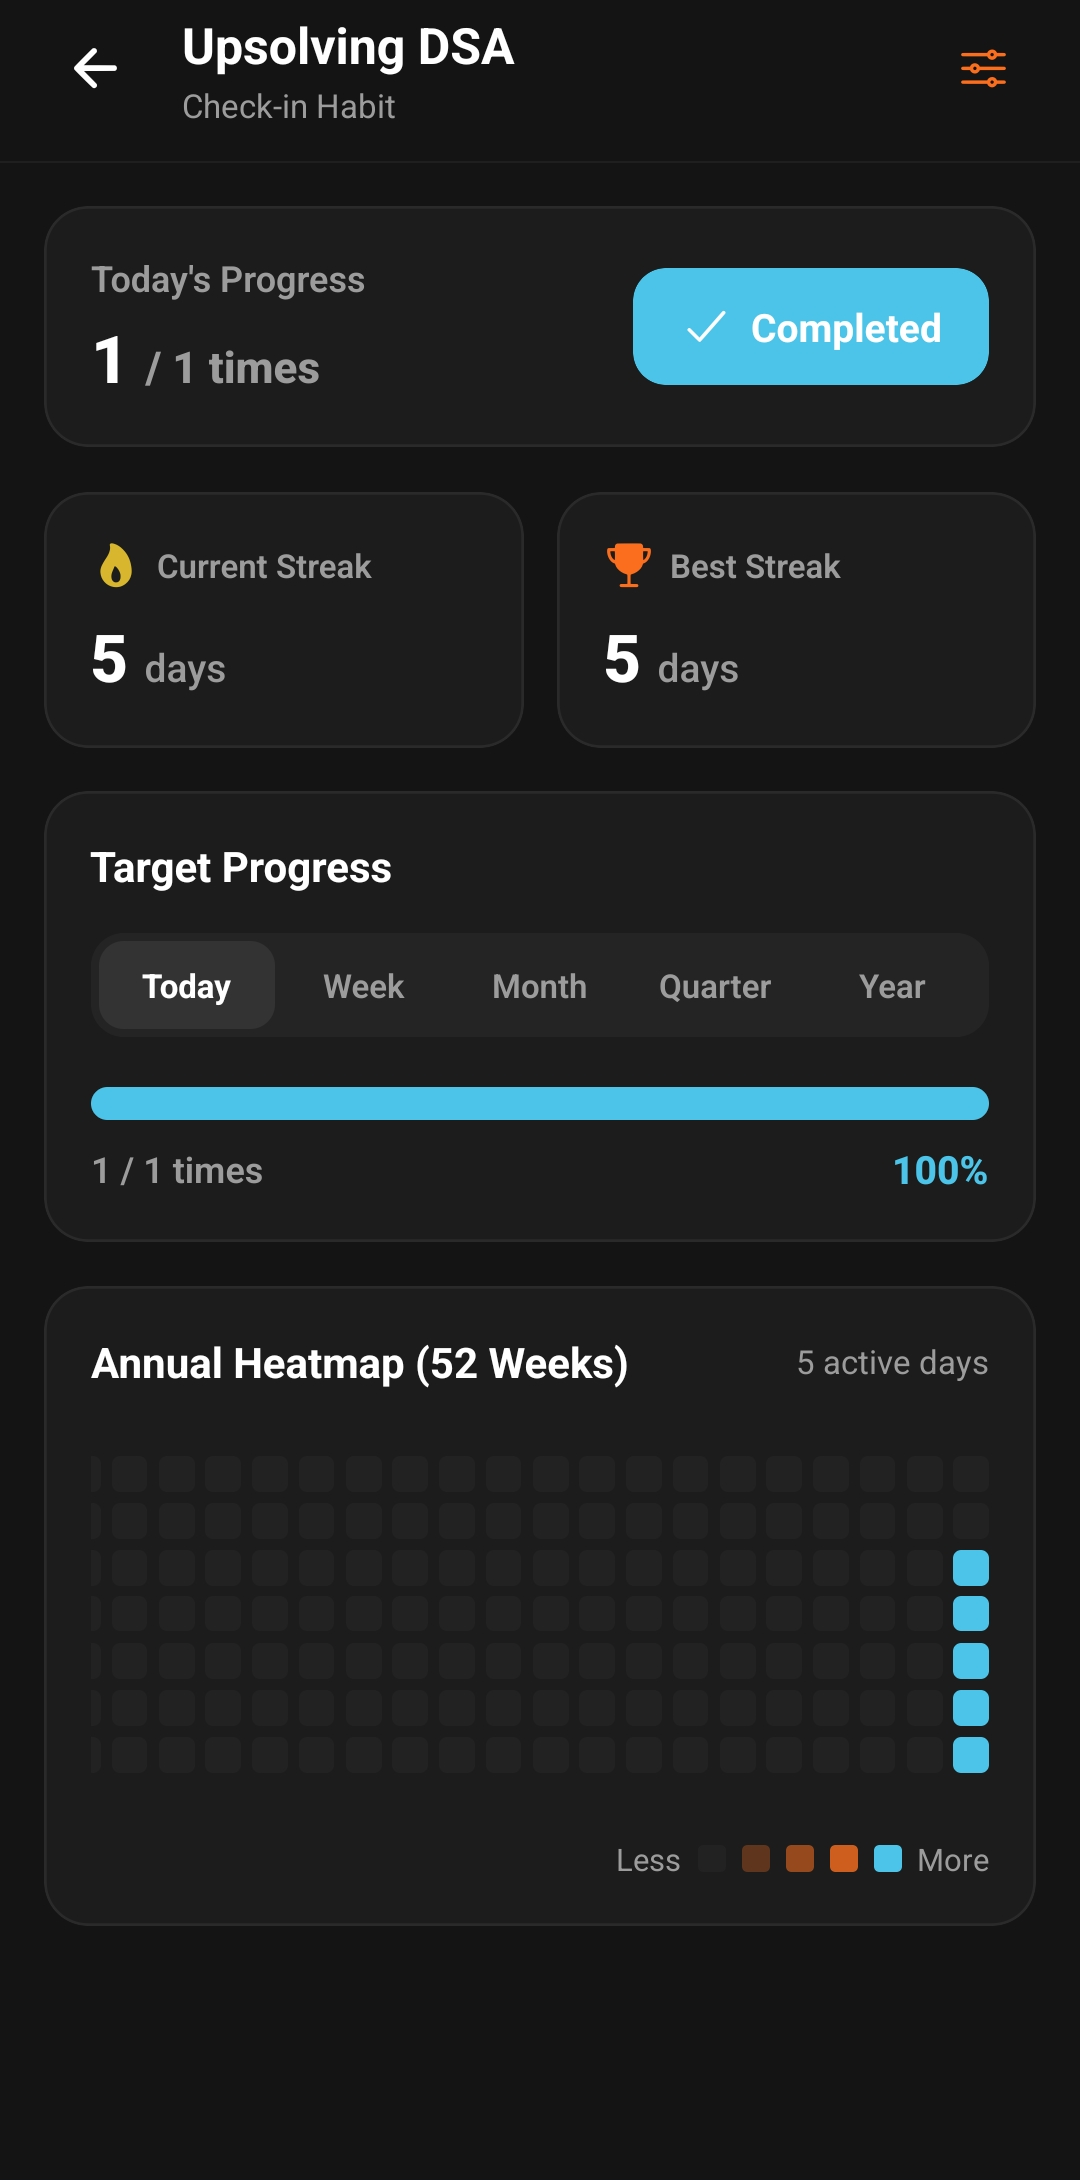 Upsolving DSA
Check-in Habit
Today's Progress
1 / 1 times
Completed
Current Streak
5 days
Best Streak
5 days
Target Progress
Today Week Month Quarter Year
1 / 1 times 100%
Annual Heatmap (52 Weeks) 5 active days
Less More